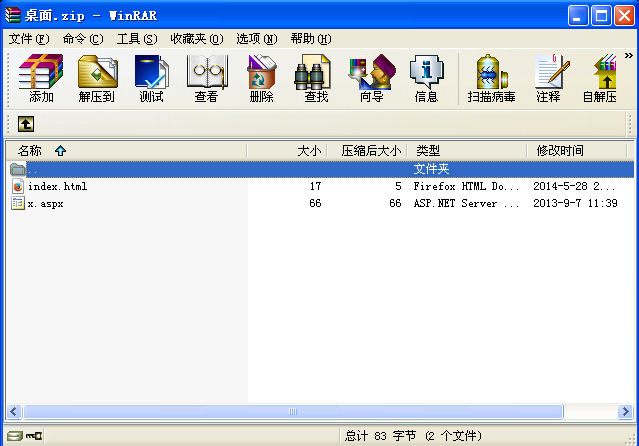 桌面.zip - WinRAR
文件(F) 命令(C) 工具(S) 收藏夹(O) 选项(N) 帮助(H)
添加 解压到 测试 查看 删除 查找 向导 信息 扫描病毒 注释 自解压 »
名称 大小 压缩后大小 类型 修改时间
.. 文件夹
index.html 17 5 Firefox HTML Do... 2014-5-28 2...
x.aspx 66 66 ASP.NET Server ... 2013-9-7 11:39
总计 83 字节 (2 个文件)